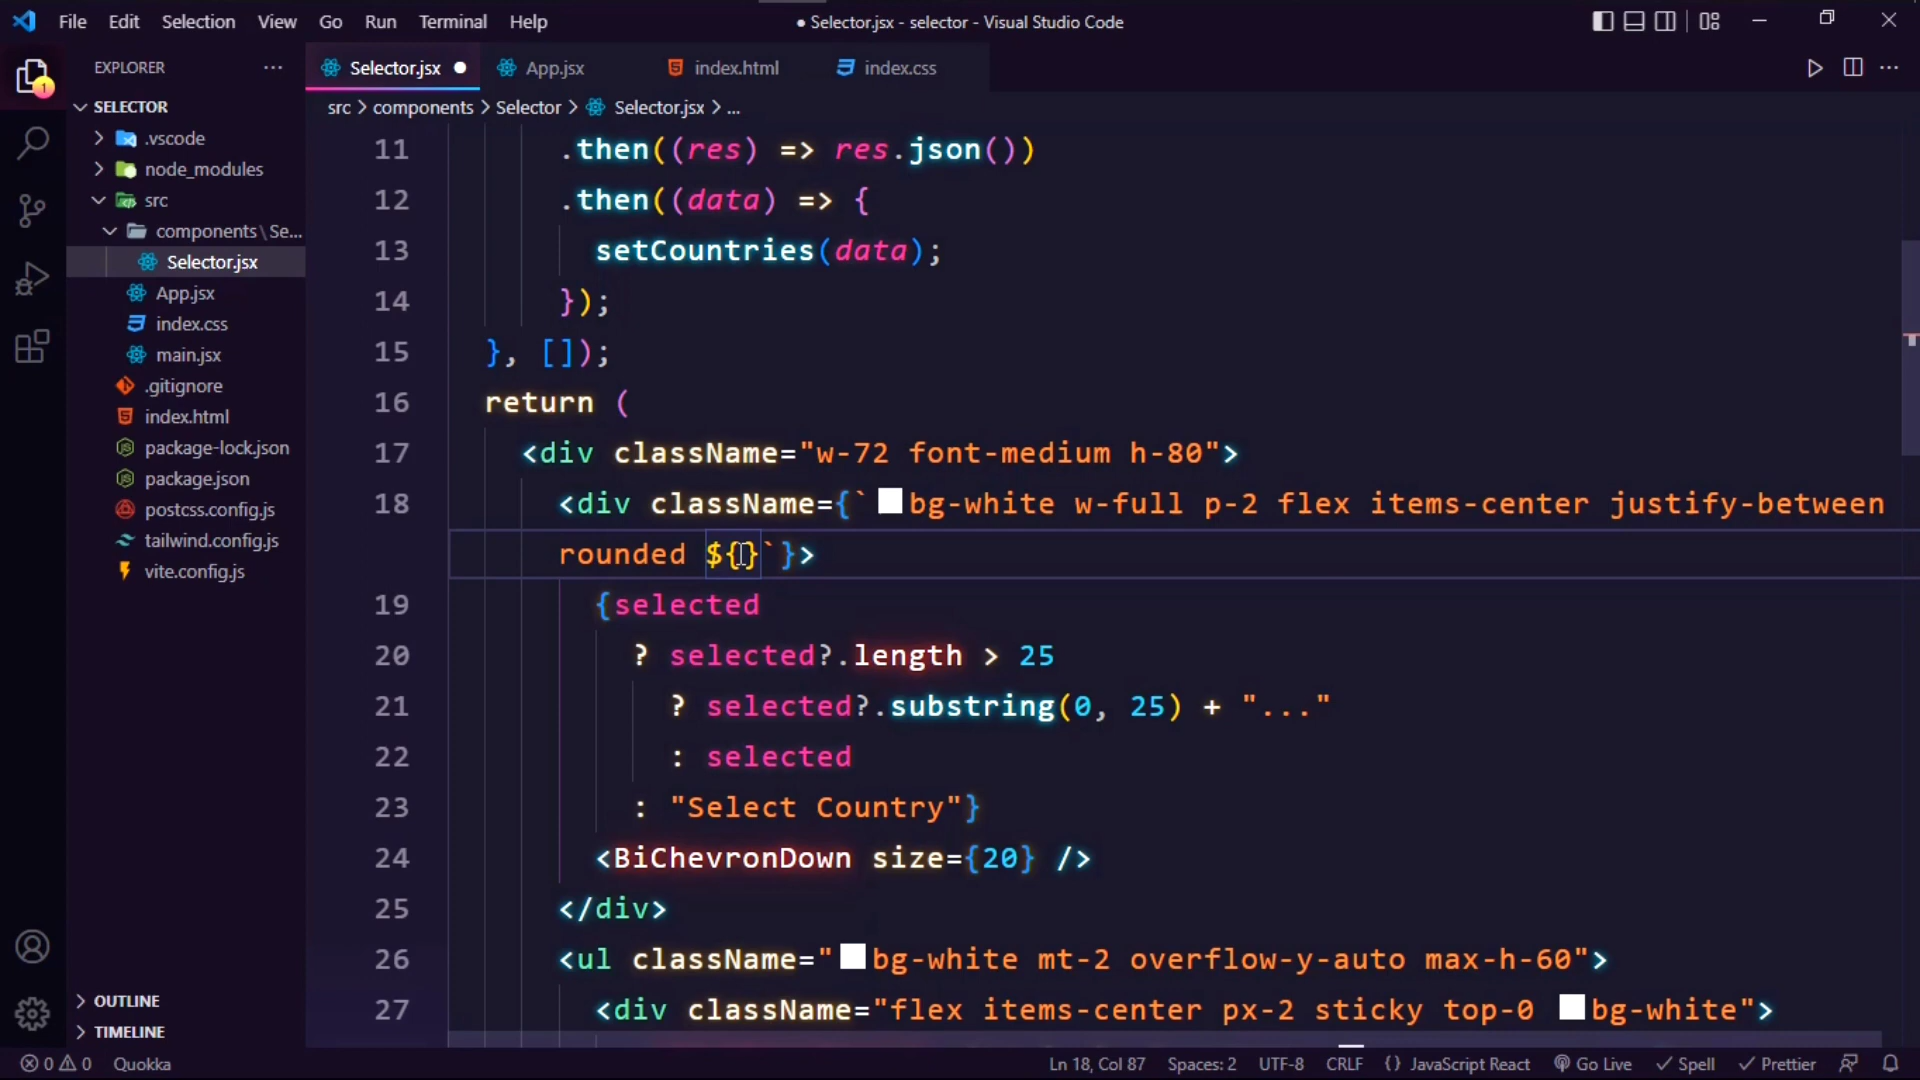 File Edit Selection View Go Run Terminal Help
● Selector.jsx - selector - Visual Studio Code
EXPLORER
SELECTOR
.vscode
node_modules
src
components\Se...
Selector.jsx
App.jsx
index.css
main.jsx
.gitignore
index.html
package-lock.json
package.json
postcss.config.js
tailwind.config.js
vite.config.js
OUTLINE
TIMELINE
1
Selector.jsx ● App.jsx index.html index.css
src > components > Selector > Selector.jsx > ...
11 .then((res) => res.json())
12 .then((data) => {
13 setCountries(data);
14 });
15 }, []);
16 return (
17 <div className="w-72 font-medium h-80">
18 <div className={`bg-white w-full p-2 flex items-center justify-between
rounded ${}`}>
19 {selected
20 ? selected?.length > 25
21 ? selected?.substring(0, 25) + "..."
22 : selected
23 : "Select Country"}
24 <BiChevronDown size={20} />
25 </div>
26 <ul className="bg-white mt-2 overflow-y-auto max-h-60">
27 <div className="flex items-center px-2 sticky top-0 bg-white">
0 0 Quokka Ln 18, Col 87 Spaces: 2 UTF-8 CRLF {} JavaScript React Go Live Spell Prettier